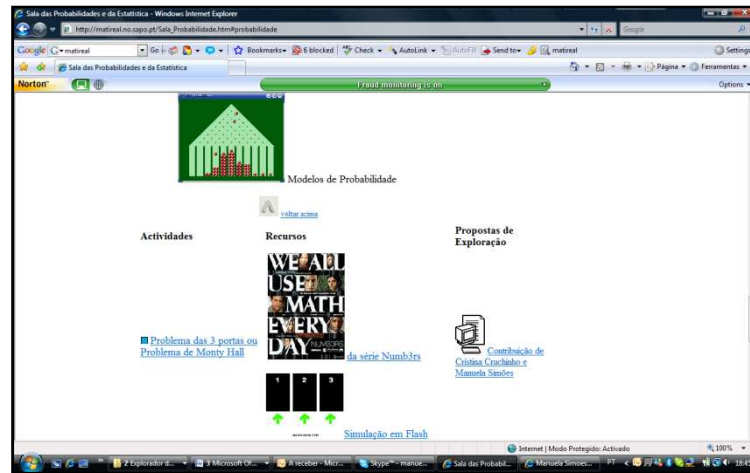 Sala das Probabilidades e da Estatística - Windows Internet Explorer
http://matireal.no.sapo.pt/Sala_Probabilidade.htm#probabilidade
Google
Google matireal Go Bookmarks 6 blocked Check AutoLink AutoFill Send to matireal Settings
Sala das Probabilidades e da Estatística Página Ferramentas
Norton Fraud monitoring is on Options
Modelos de Probabilidade
voltar acima
Actividades
Recursos
Propostas de Exploração
WE ALL
USE
MATH
EVERY
DAY NUMB3RS
Problema das 3 portas ou
Problema de Monty Hall
da série Numb3rs
Contribuição de
Cristina Cruchinho e
Manuela Simões
1 2 3
Simulação em Flash
Internet | Modo Protegido: Activado 100%
2 Explorador d... 3 Microsoft Of... A receber - Micr... Skype™ - manue... Sala das Probabil... Manuela Simoes... PT